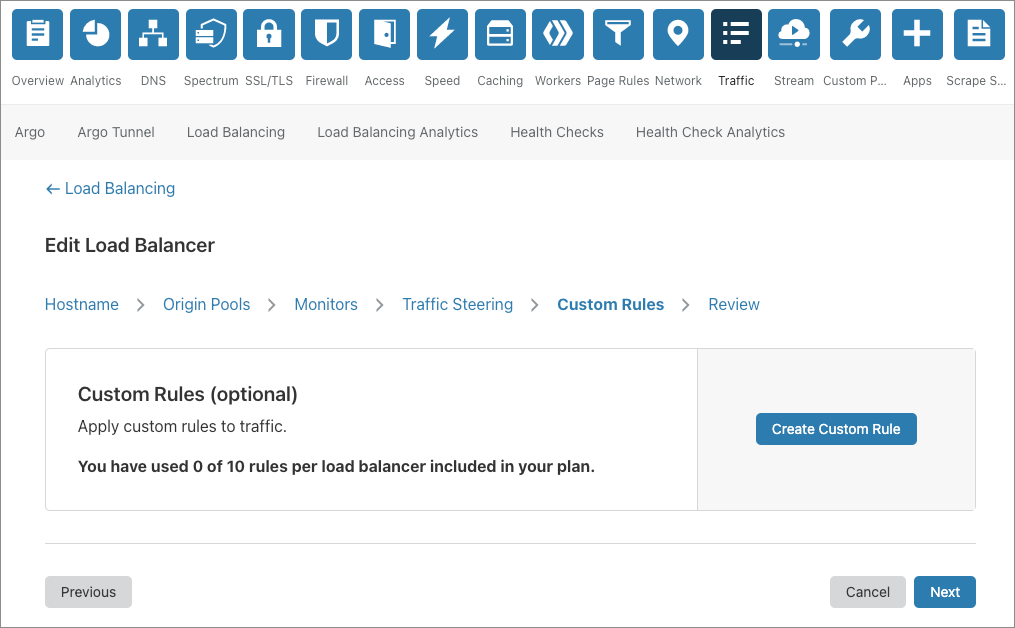 Overview Analytics DNS Spectrum SSL/TLS Firewall Access Speed Caching Workers Page Rules Network Traffic Stream Custom P... Apps Scrape S...
Argo Argo Tunnel Load Balancing Load Balancing Analytics Health Checks Health Check Analytics
← Load Balancing
Edit Load Balancer
Hostname > Origin Pools > Monitors > Traffic Steering > Custom Rules > Review
Custom Rules (optional)
Apply custom rules to traffic.
You have used 0 of 10 rules per load balancer included in your plan.
Create Custom Rule
Previous Cancel Next